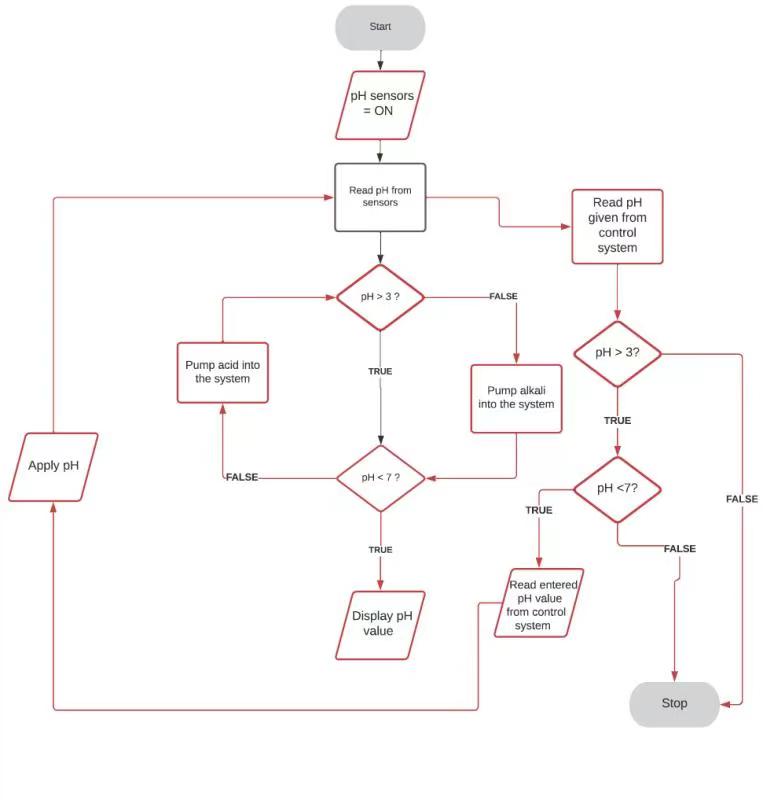 Start
pH sensors
= ON
Read pH from
sensors
Read pH
given from
control
system
pH > 3 ?
FALSE
pH > 3?
Pump acid into
the system
TRUE
Pump alkali
into the system
TRUE
Apply pH
FALSE
pH < 7 ?
pH <7?
FALSE
TRUE
TRUE
FALSE
Read entered
pH value
from control
system
Display pH
value
Stop